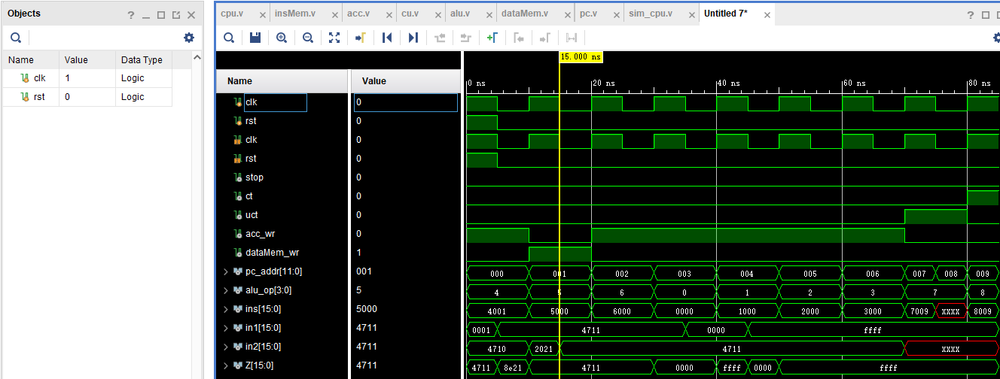 Objects
? _
Name Value Data Type
clk 1 Logic
rst 0 Logic
cpu.v × insMem.v × acc.v × cu.v × alu.v × dataMem.v × pc.v × sim_cpu.v × Untitled 7* ×
?
15.000 ns
Name Value
0 ns 20 ns 40 ns 60 ns 80 ns
clk 0
rst 0
clk 0
rst 0
stop 0
ct 0
uct 0
acc_wr 0
dataMem_wr 1
pc_addr[11:0] 001 000 001 002 003 004 005 006 007 008 009
alu_op[3:0] 5 4 5 6 0 1 2 3 7 8
ins[15:0] 5000 4001 5000 6000 0000 1000 2000 3000 7009 XXXX 8009
in1[15:0] 4711 0001 4711 0000 ffff
in2[15:0] 4711 4710 2021 4711 XXXX
Z[15:0] 4711 4711 8e21 4711 0000 ffff 0000 ffff